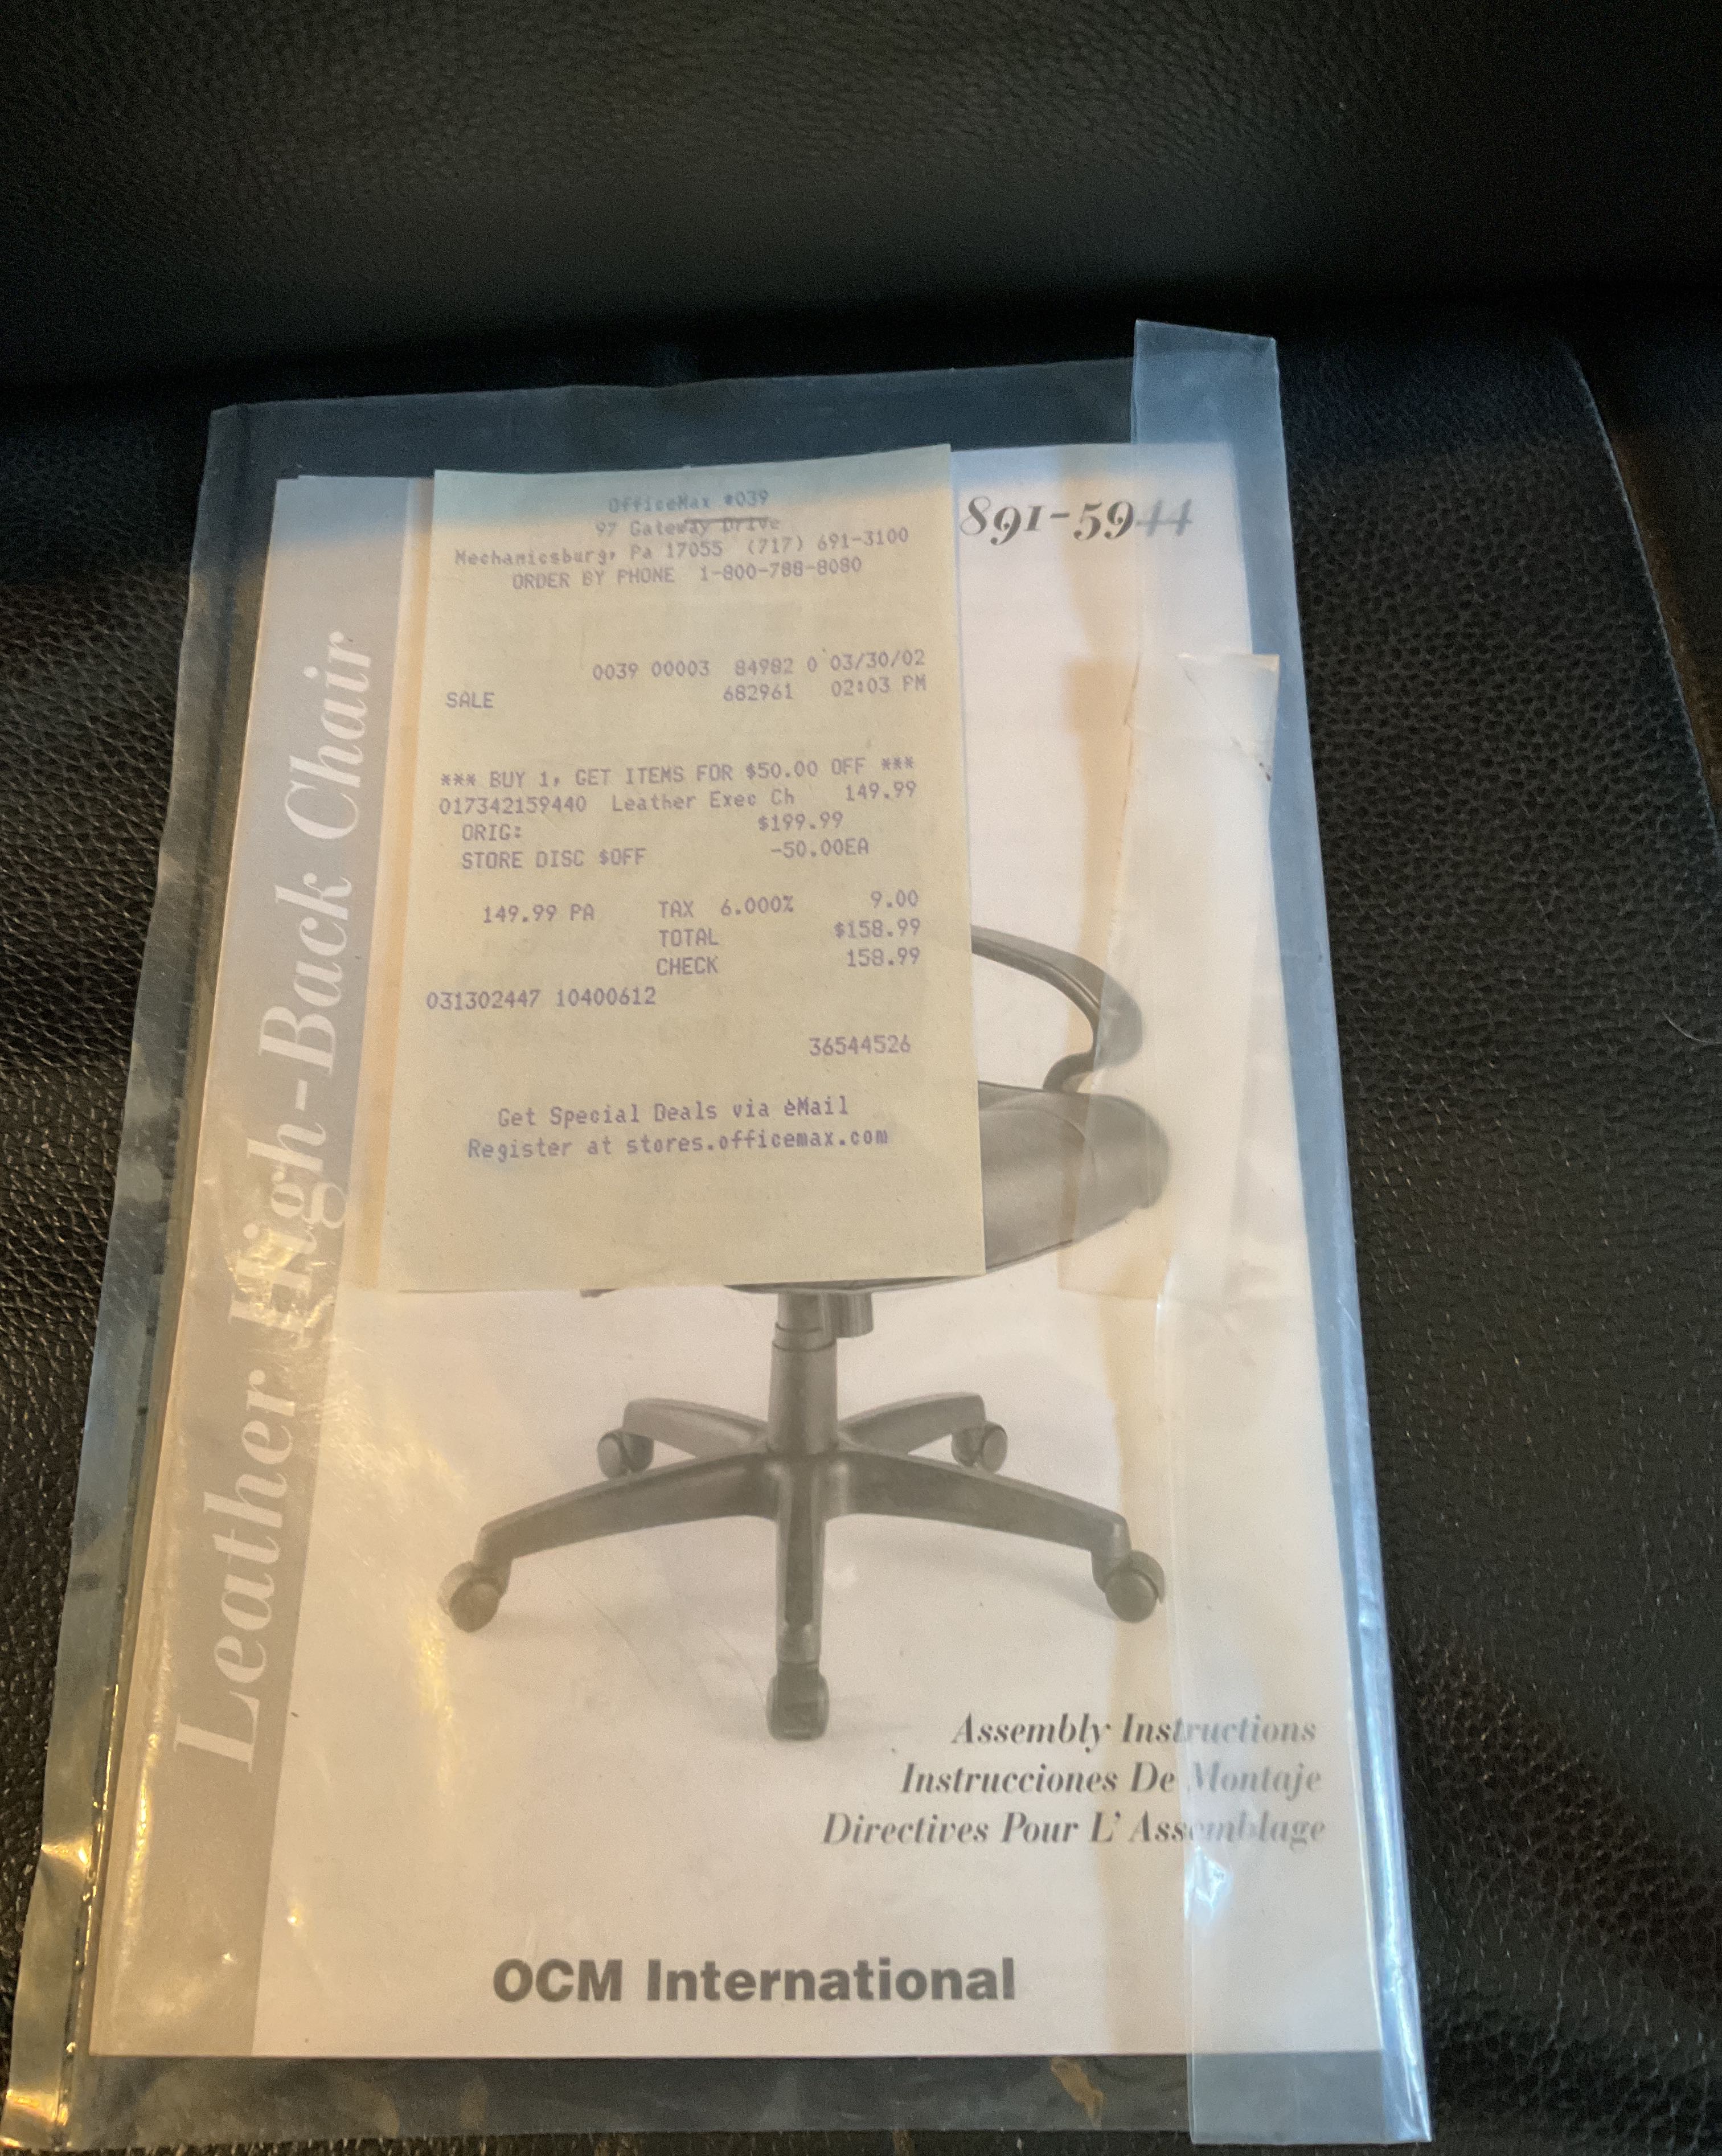 OfficeMax #039
97 Gateway Drive
Mechanicsburg, Pa 17055 (717) 691-3100
ORDER BY PHONE 1-800-788-8080
0039 00003 84982 0 03/30/02
SALE 682961 02:03 PM
*** BUY 1, GET ITEMS FOR $50.00 OFF ***
017342159440 Leather Exec Ch 149.99
ORIG: $199.99
STORE DISC $OFF -50.00EA
149.99 PA TAX 6.000% 9.00
TOTAL $158.99
CHECK 158.99
031302447 10400612
36544526
Get Special Deals via eMail
Register at stores.officemax.com
891-5944
Leather High-Back Chair
Assembly Instructions
Instrucciones De Montaje
Directives Pour L' Assemblage
OCM International